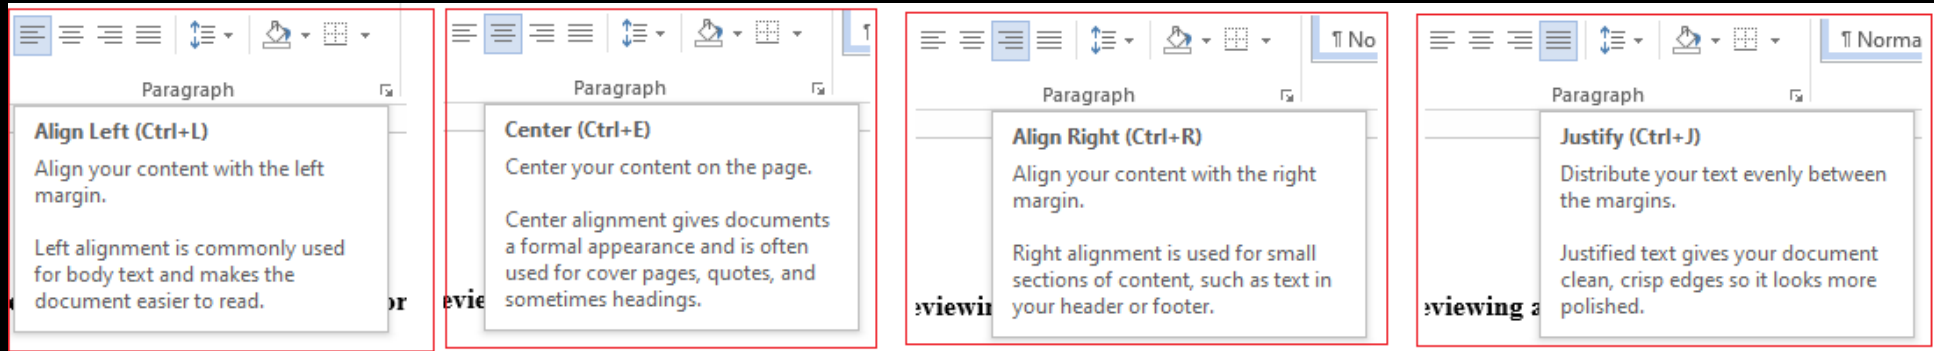 Paragraph
Align Left (Ctrl+L)
Align your content with the left
margin.
Left alignment is commonly used
for body text and makes the
document easier to read.
or
Paragraph
Center (Ctrl+E)
Center your content on the page.
Center alignment gives documents
a formal appearance and is often
used for cover pages, quotes, and
sometimes headings.
evie
¶ No
Paragraph
Align Right (Ctrl+R)
Align your content with the right
margin.
Right alignment is used for small
sections of content, such as text in
your header or footer.
eviewin
¶ Norma
Paragraph
Justify (Ctrl+J)
Distribute your text evenly between
the margins.
Justified text gives your document
clean, crisp edges so it looks more
polished.
eviewing a